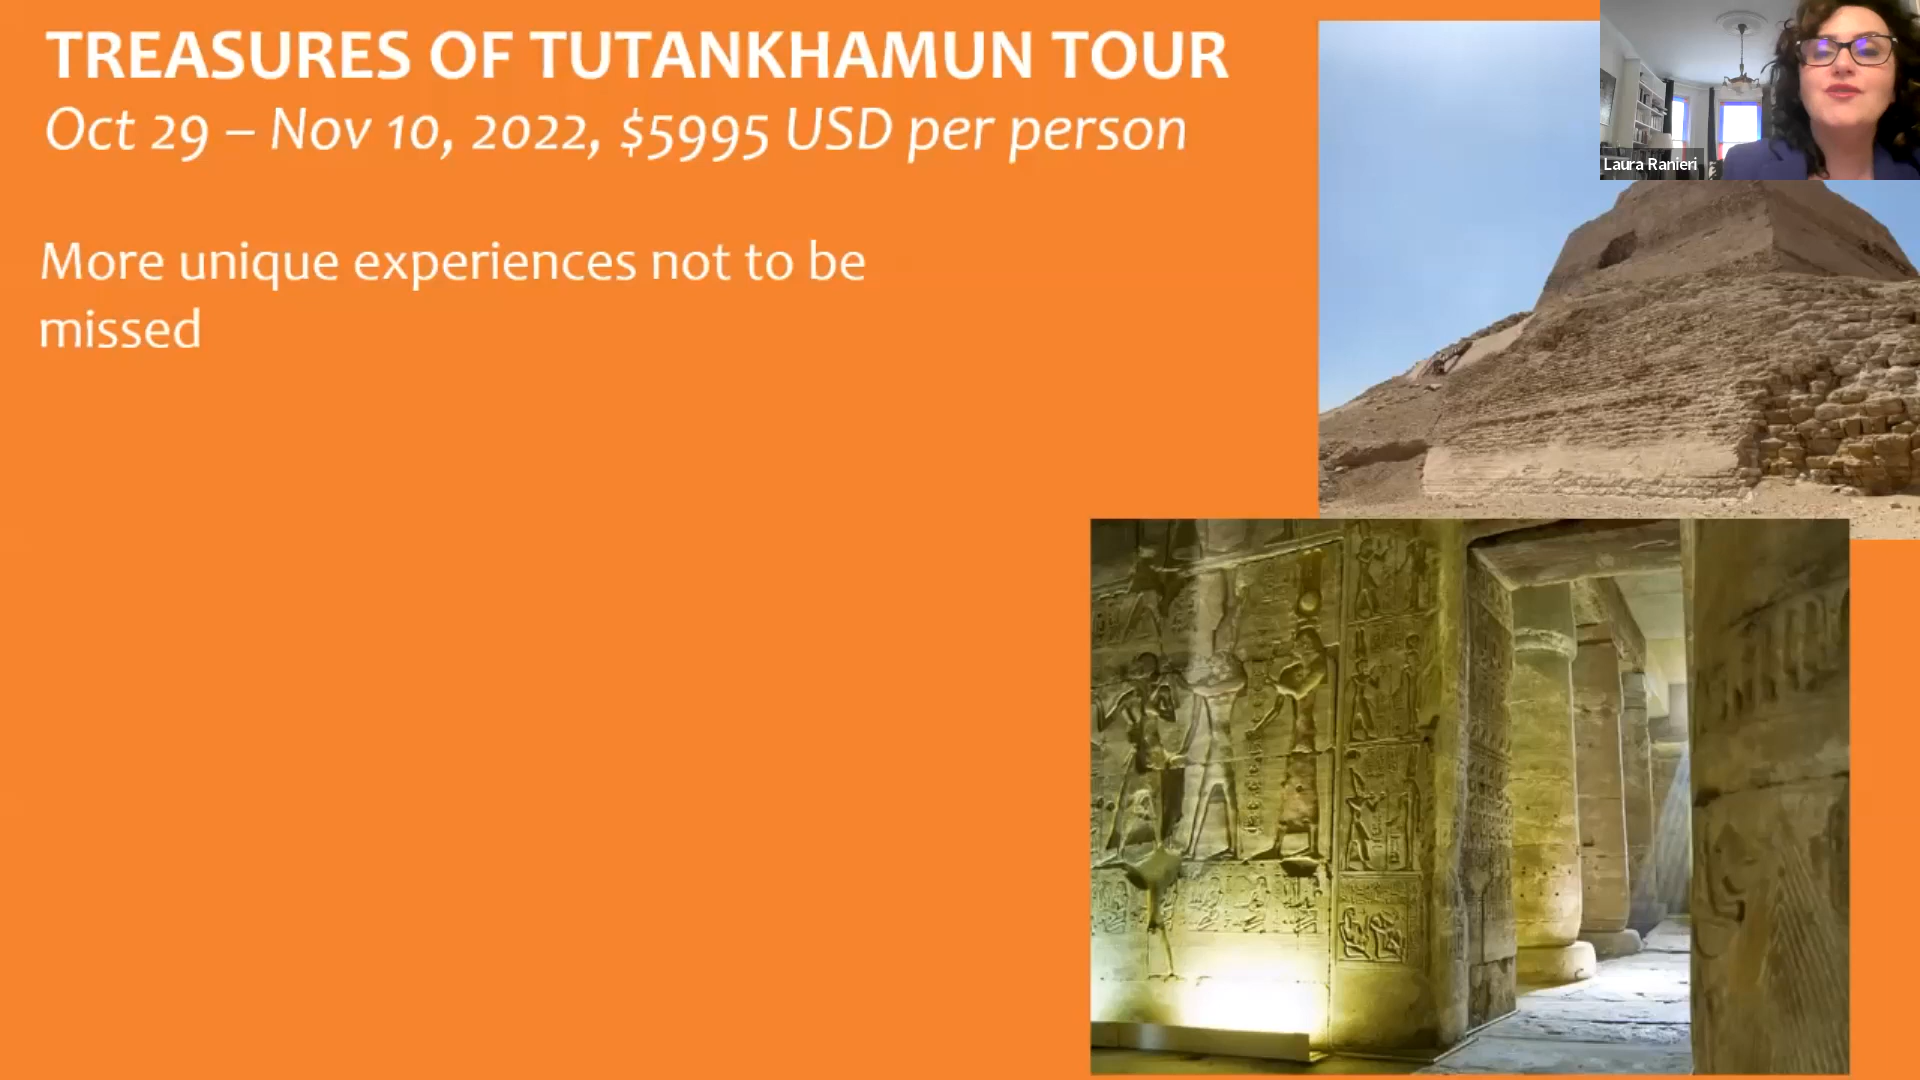 TREASURES OF TUTANKHAMUN TOUR
Oct 29 – Nov 10, 2022, $5995 USD per person
More unique experiences not to be
missed
Laura Ranieri